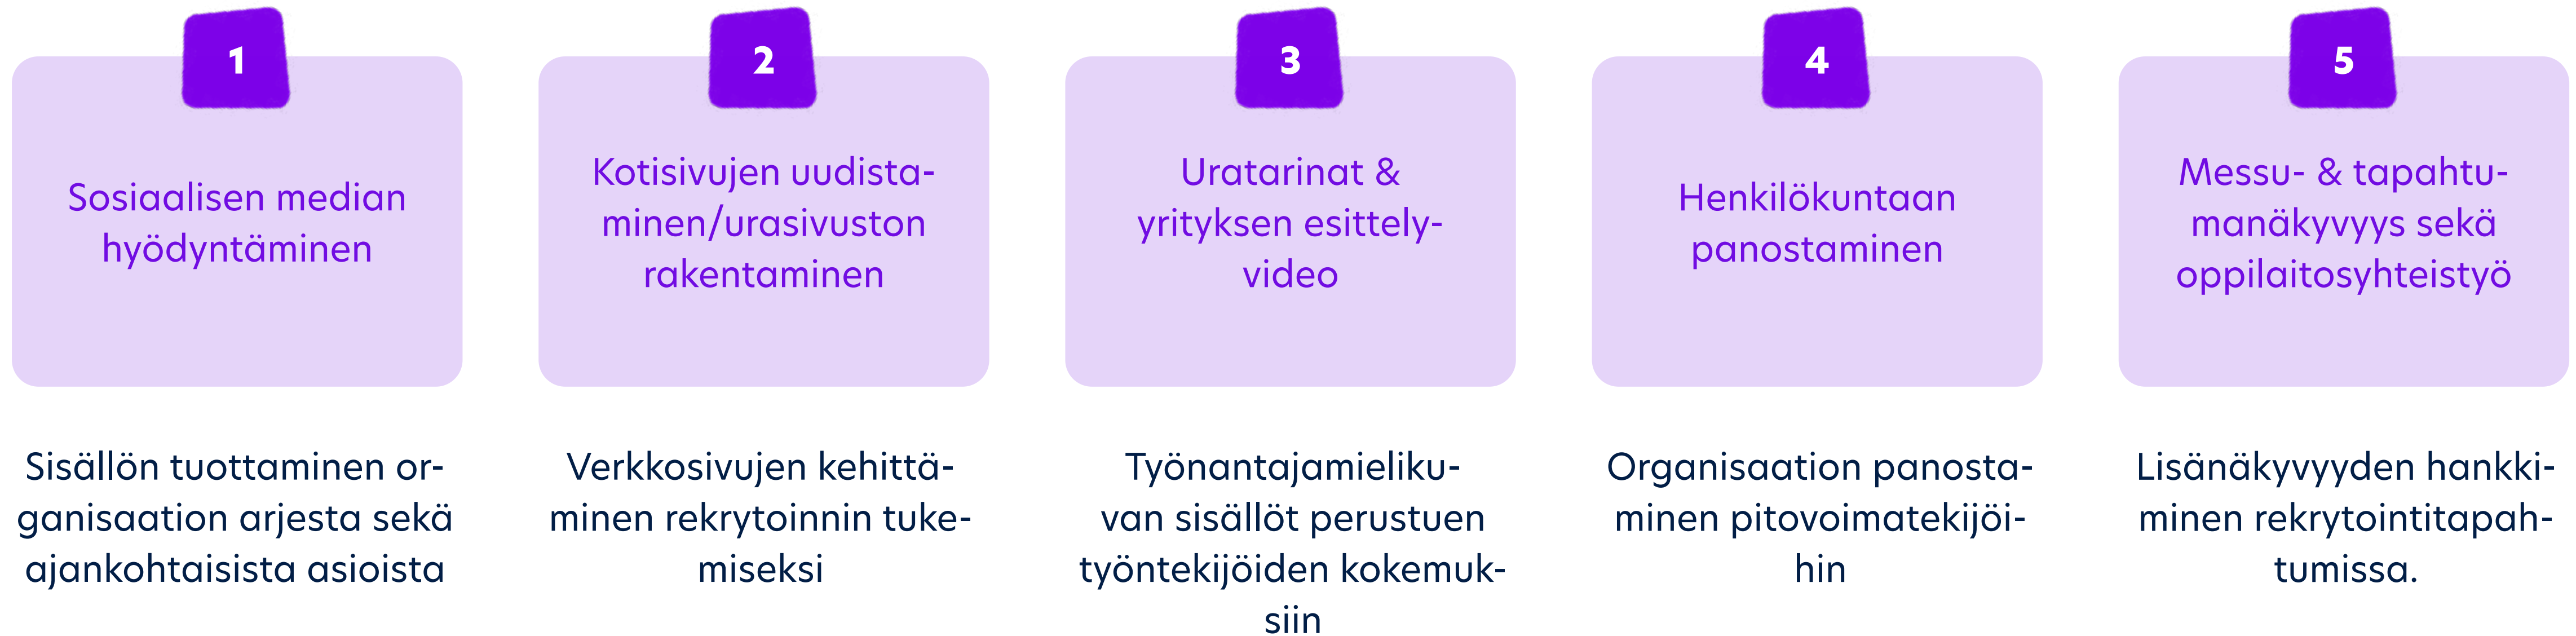 1
Sosiaalisen median
hyödyntäminen
Sisällön tuottaminen or-
ganisaation arjesta sekä
ajankohtaisista asioista
2
Kotisivujen uudista-
minen/urasivuston
rakentaminen
Verkkosivujen kehittä-
minen rekrytoinnin tuke-
miseksi
3
Uratarinat &
yrityksen esittely-
video
Työnantajamieliku-
van sisällöt perustuen
työntekijöiden kokemuk-
siin
4
Henkilökuntaan
panostaminen
Organisaation panosta-
minen pitovoimatekijöi-
hin
5
Messu- & tapahtu-
manäkyvyys sekä
oppilaitosyhteistyö
Lisänäkyvyyden hankki-
minen rekrytointitapah-
tumissa.